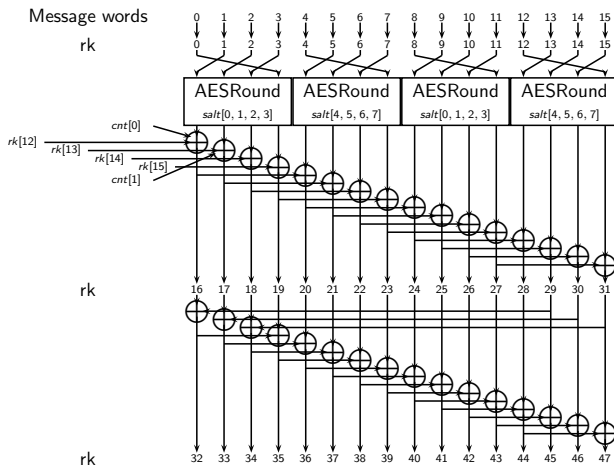 Message words 0 1 2 3 4 5 6 7 8 9 10 11 12 13 14 15
rk 0 1 2 3 4 5 6 7 8 9 10 11 12 13 14 15
AESRound AESRound AESRound AESRound
salt[0, 1, 2, 3] salt[4, 5, 6, 7] salt[0, 1, 2, 3] salt[4, 5, 6, 7]
cnt[0]
rk[12]
rk[13]
rk[14]
rk[15]
cnt[1]
rk 16 17 18 19 20 21 22 23 24 25 26 27 28 29 30 31
rk 32 33 34 35 36 37 38 39 40 41 42 43 44 45 46 47